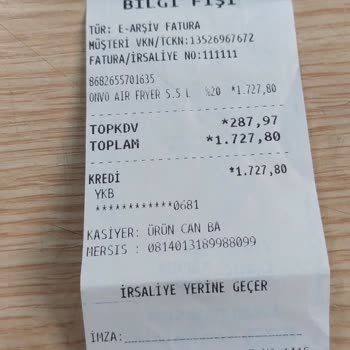 BİLGİ FİŞİ
TÜR: E-ARŞİV FATURA
MÜŞTERİ VKN/TCKN:13526967672
FATURA/İRSALİYE NO:111111
8682655701635
ONVO AIR FRYER 5.5 L %20 *1.727,80
TOPKDV *287,97
TOPLAM *1.727,80
KREDİ *1.727,80
YKB
************0681
KASİYER: ÜRÜN CAN BA
MERSIS : 0814013189988099
İRSALİYE YERİNE GEÇER
İMZA: